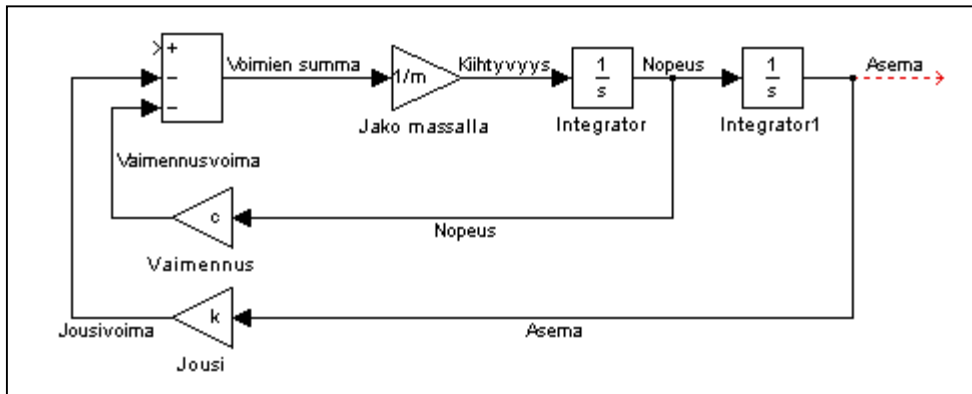 +
−
−
Voimien summa
1/m
Jako massalla
Kiihtyvyys
1
s
Integrator
Nopeus
1
s
Integrator1
Asema
Vaimennusvoima
c
Vaimennus
Nopeus
Jousivoima
k
Jousi
Asema